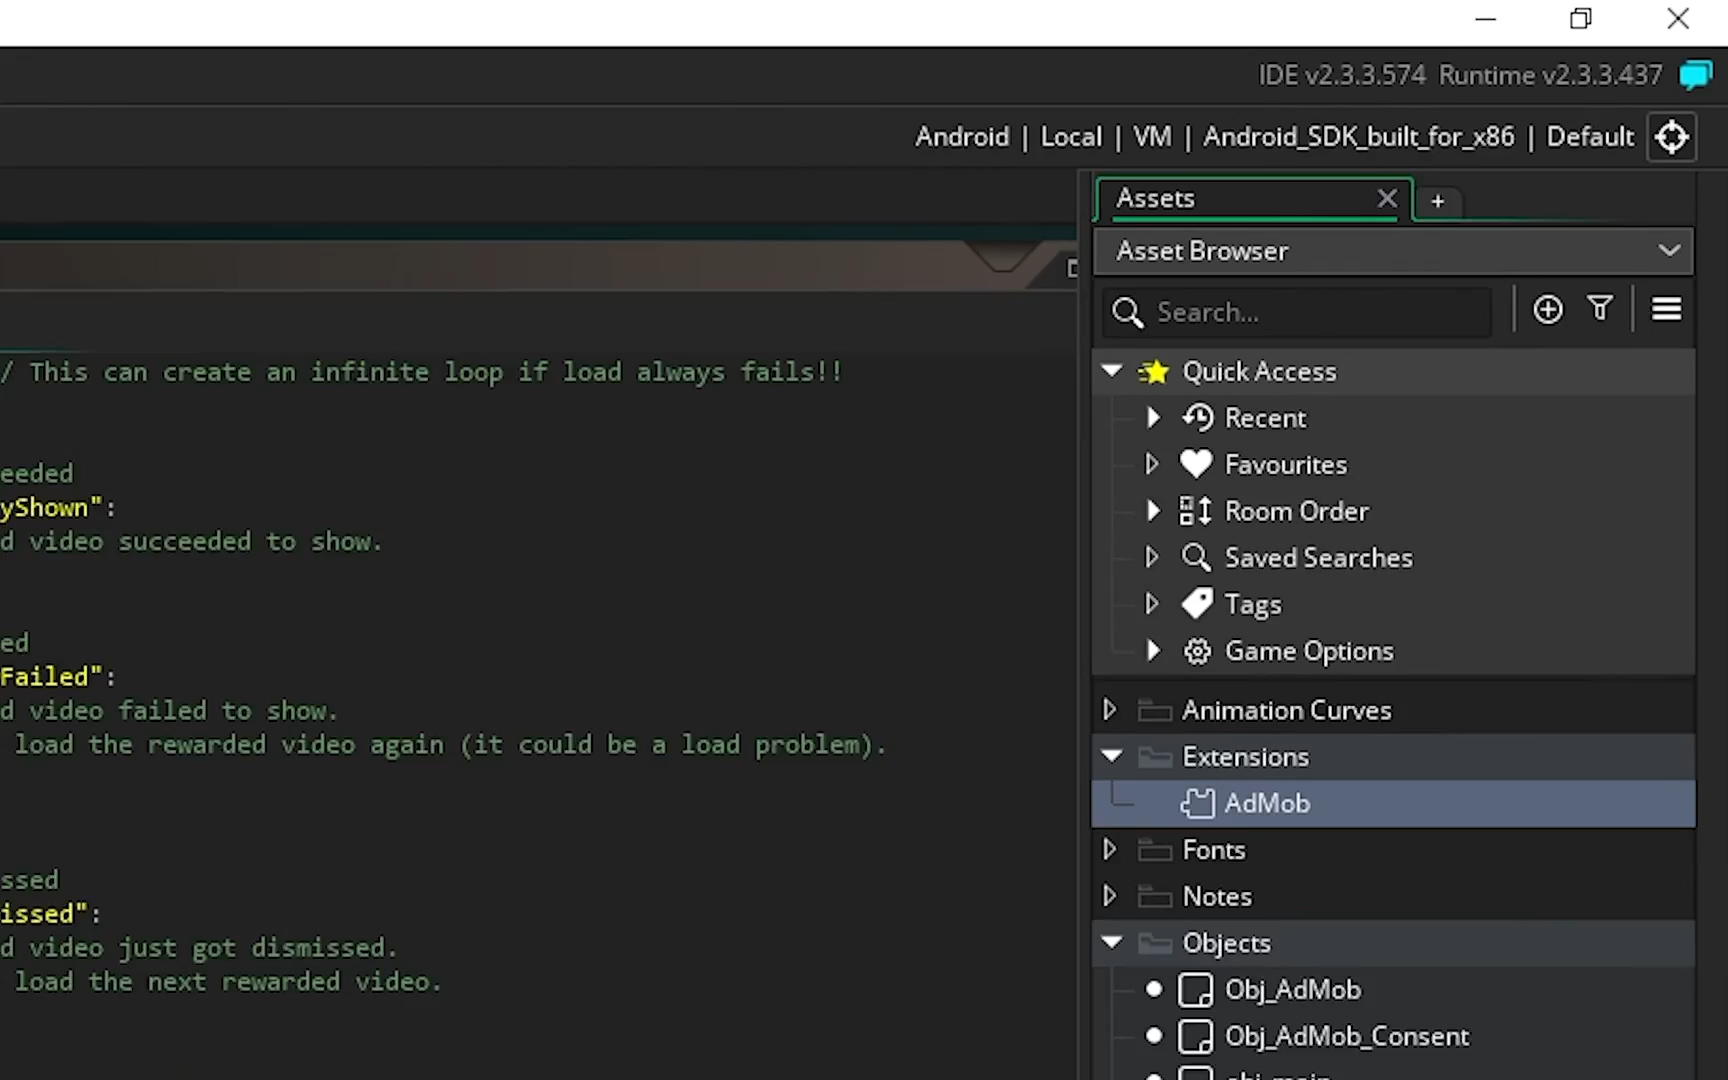 IDE v2.3.3.574 Runtime v2.3.3.437
Android | Local | VM | Android_SDK_built_for_x86 | Default
Assets
Asset Browser
Search...
Quick Access
Recent
Favourites
Room Order
Saved Searches
Tags
Game Options
Animation Curves
Extensions
AdMob
Fonts
Notes
Objects
Obj_AdMob
Obj_AdMob_Consent
/ This can create an infinite loop if load always fails!!
eeded
yShown":
d video succeeded to show.
ed
Failed":
d video failed to show.
load the rewarded video again (it could be a load problem).
ssed
issed":
d video just got dismissed.
load the next rewarded video.